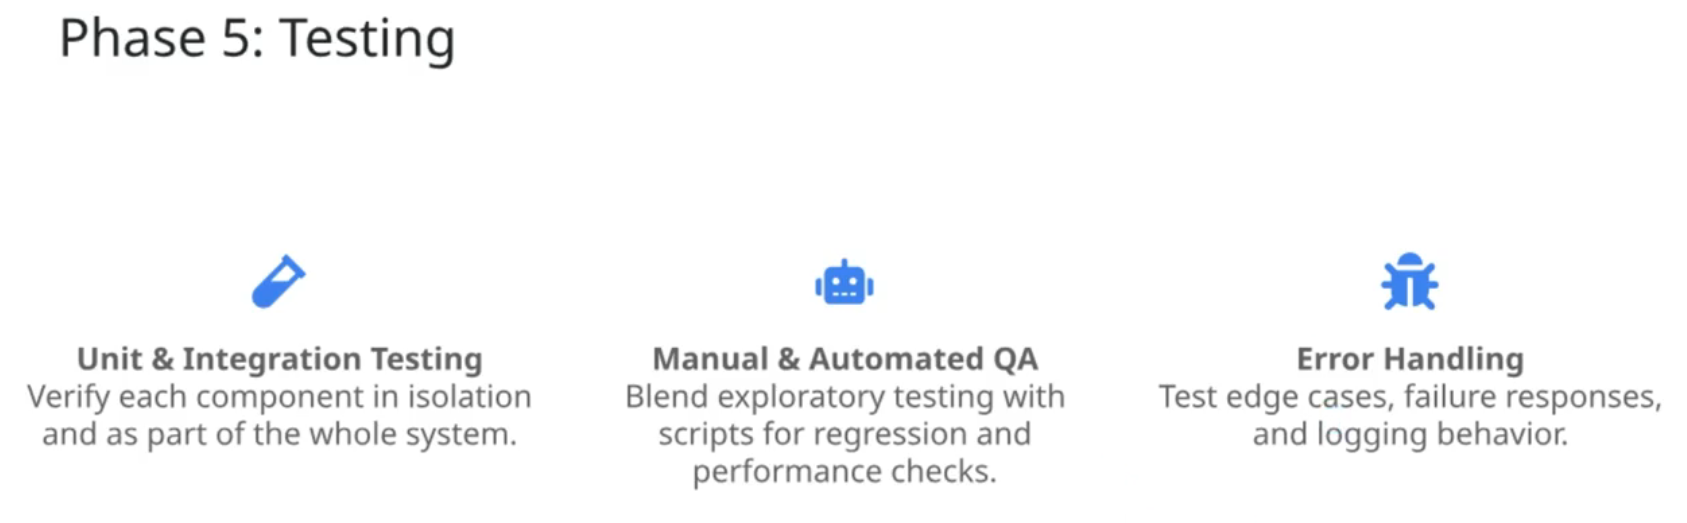 Phase 5: Testing
Unit & Integration Testing
Verify each component in isolation
and as part of the whole system.
Manual & Automated QA
Blend exploratory testing with
scripts for regression and
performance checks.
Error Handling
Test edge cases, failure responses,
and logging behavior.